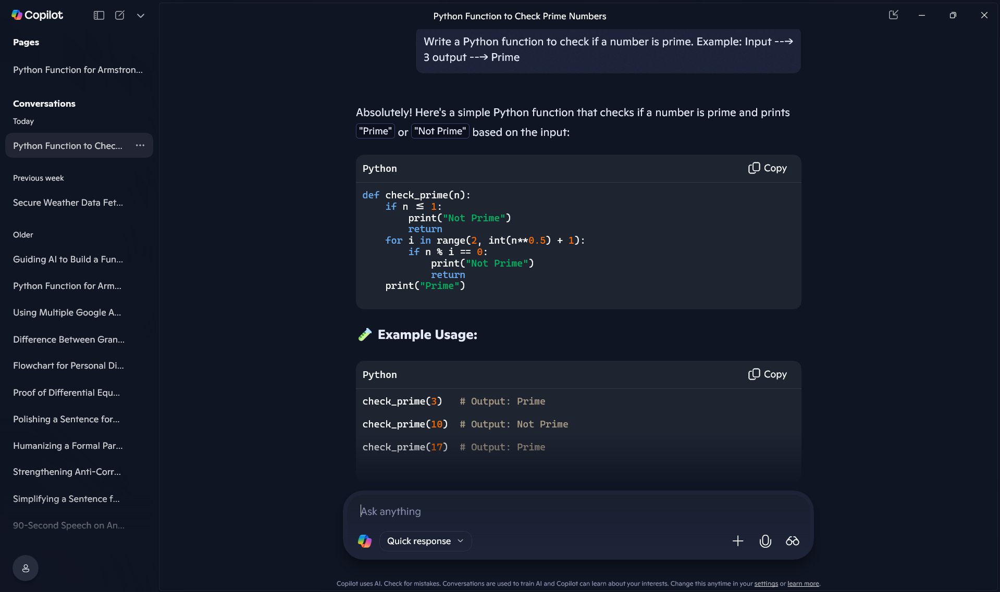 Copilot
Pages
Python Function for Armstron...
Conversations
Today
Python Function to Chec...
Previous week
Secure Weather Data Fet...
Older
Guiding AI to Build a Fun...
Python Function for Arm...
Using Multiple Google A...
Difference Between Gran...
Flowchart for Personal Di...
Proof of Differential Equ...
Polishing a Sentence for...
Humanizing a Formal Par...
Strengthening Anti-Corr...
Simplifying a Sentence f...
90-Second Speech on An...
Python Function to Check Prime Numbers
Write a Python function to check if a number is prime. Example: Input --->
3 output ---> Prime
Absolutely! Here's a simple Python function that checks if a number is prime and prints
"Prime" or "Not Prime" based on the input:
Python
Copy
def check_prime(n):
    if n ≤ 1:
        print("Not Prime")
        return
    for i in range(2, int(n**0.5) + 1):
        if n % i == 0:
            print("Not Prime")
            return
    print("Prime")
Example Usage:
Python
Copy
check_prime(3)   # Output: Prime
check_prime(10)  # Output: Not Prime
check_prime(17)  # Output: Prime
Ask anything
Quick response
Copilot uses AI. Check for mistakes. Conversations are used to train AI and Copilot can learn about your interests. Change this anytime in your settings or learn more.